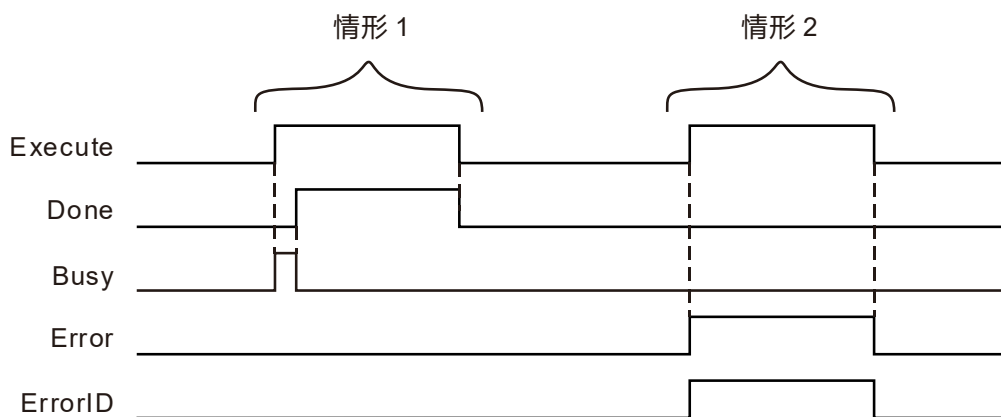 情形 1
情形 2
Execute
Done
Busy
Error
ErrorID